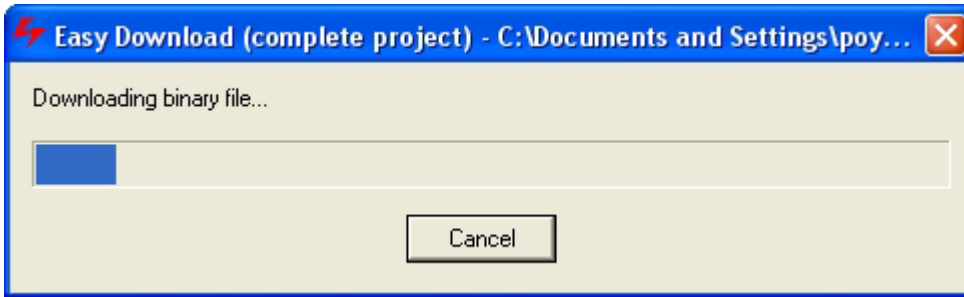 Easy Download (complete project) - C:\Documents and Settings\poy...
Downloading binary file...
Cancel